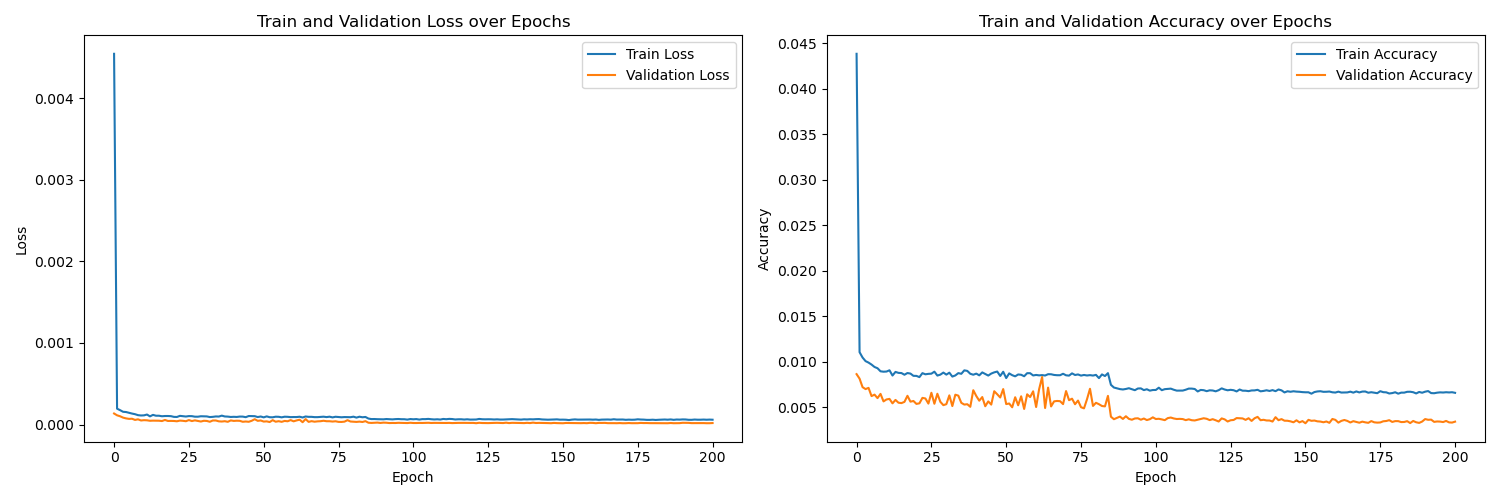 Train and Validation Loss over Epochs
Train Loss
Validation Loss
0.004
0.003
0.002
0.001
0.000
Loss
0 25 50 75 100 125 150 175 200
Epoch
Train and Validation Accuracy over Epochs
Train Accuracy
Validation Accuracy
0.045
0.040
0.035
0.030
0.025
0.020
0.015
0.010
0.005
Accuracy
0 25 50 75 100 125 150 175 200
Epoch